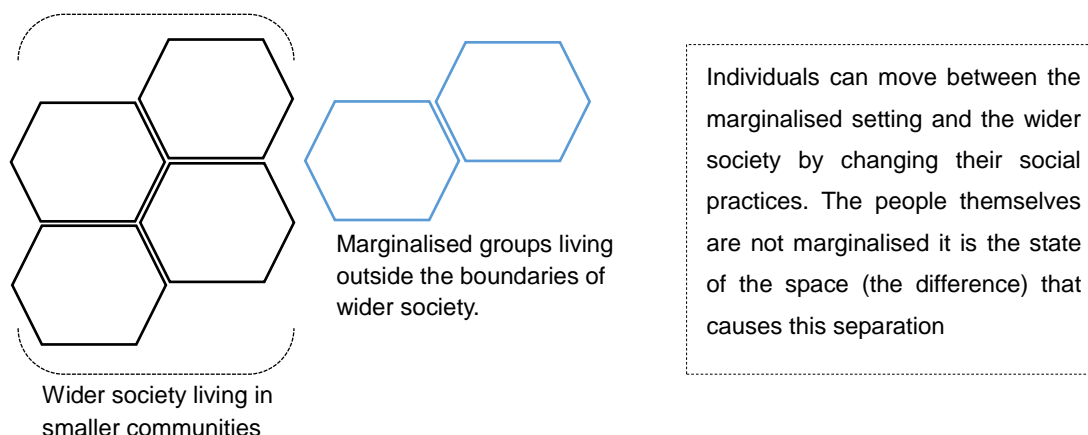 Marginalised groups living
outside the boundaries of
wider society.
Wider society living in
smaller communities
Individuals can move between the
marginalised setting and the wider
society by changing their social
practices. The people themselves
are not marginalised it is the state
of the space (the difference) that
causes this separation